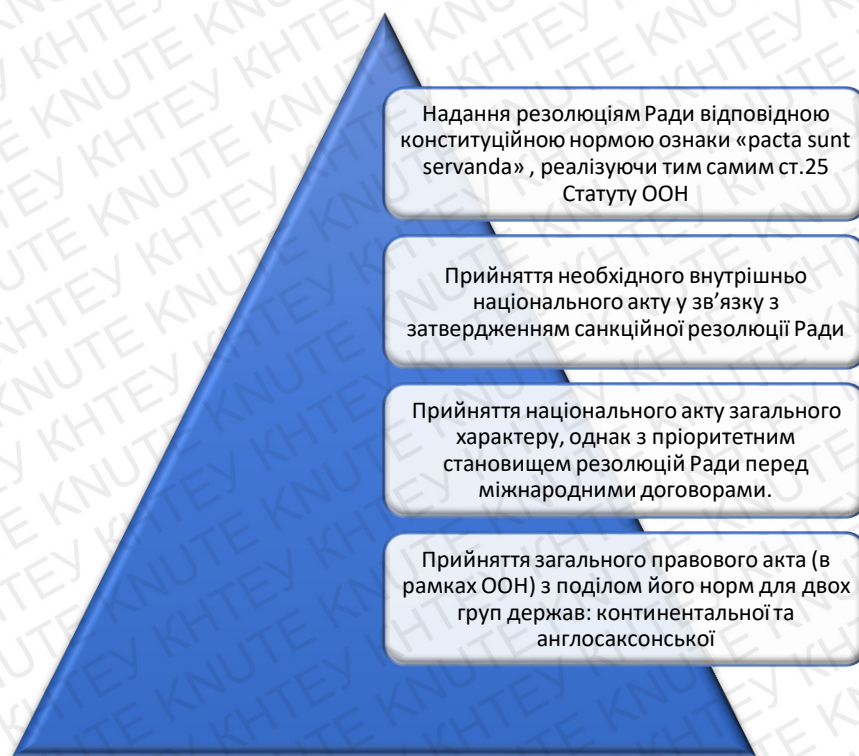 Надання резолюціям Ради відповідною
конституційною нормою ознаки «pacta sunt
servanda» , реалізуючи тим самим ст.25
Статуту ООН
Прийняття необхідного внутрішньо
національного акту у зв’язку з
затвердженням санкційної резолюції Ради
Прийняття національного акту загального
характеру, однак з пріоритетним
становищем резолюцій Ради перед
міжнародними договорами.
Прийняття загального правового акта (в
рамках ООН) з поділом його норм для двох
груп держав: континентальної та
англосаксонської